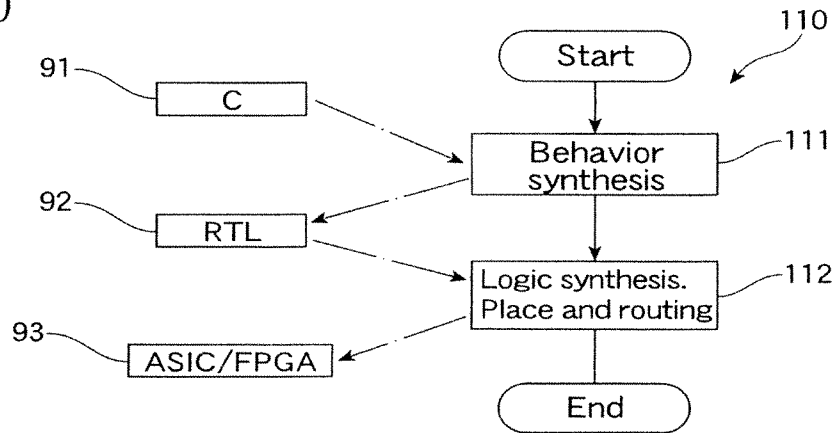 )
110
Start
91
C
Behavior
synthesis
111
92
RTL
Logic synthesis.
Place and routing
112
93
ASIC/FPGA
End